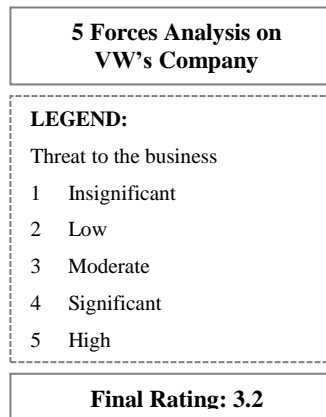 5 Forces Analysis on
VW's Company
LEGEND:
Threat to the business
1 Insignificant
2 Low
3 Moderate
4 Significant
5 High
Final Rating: 3.2